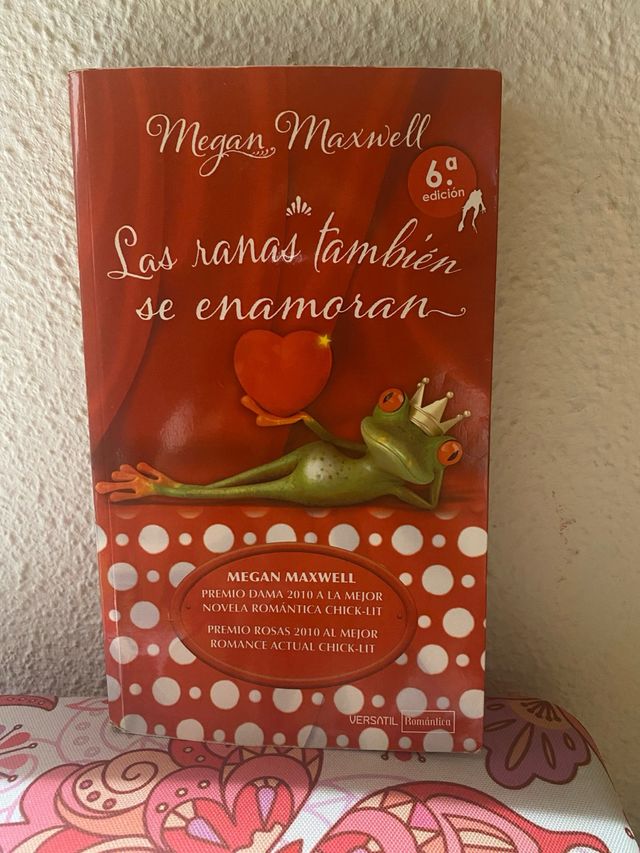 Megan Maxwell
6.ª
edición
Las ranas también
se enamoran
MEGAN MAXWELL
PREMIO DAMA 2010 A LA MEJOR
NOVELA ROMÁNTICA CHICK-LIT
PREMIO ROSAS 2010 AL MEJOR
ROMANCE ACTUAL CHICK-LIT
VERSATIL Romántica